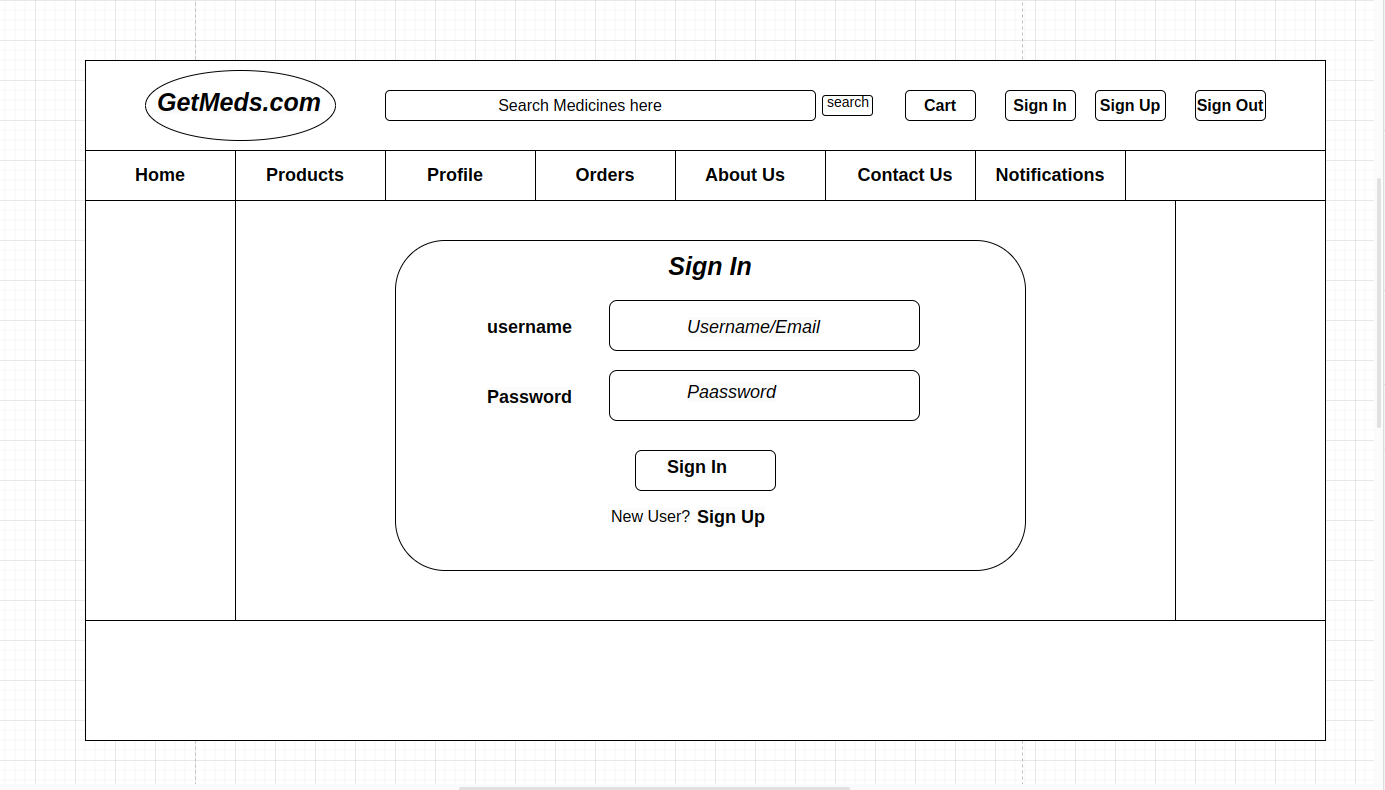 GetMeds.com
Search Medicines here
search
Cart
Sign In
Sign Up
Sign Out
Home
Products
Profile
Orders
About Us
Contact Us
Notifications
Sign In
username
Username/Email
Password
Paassword
Sign In
New User? Sign Up